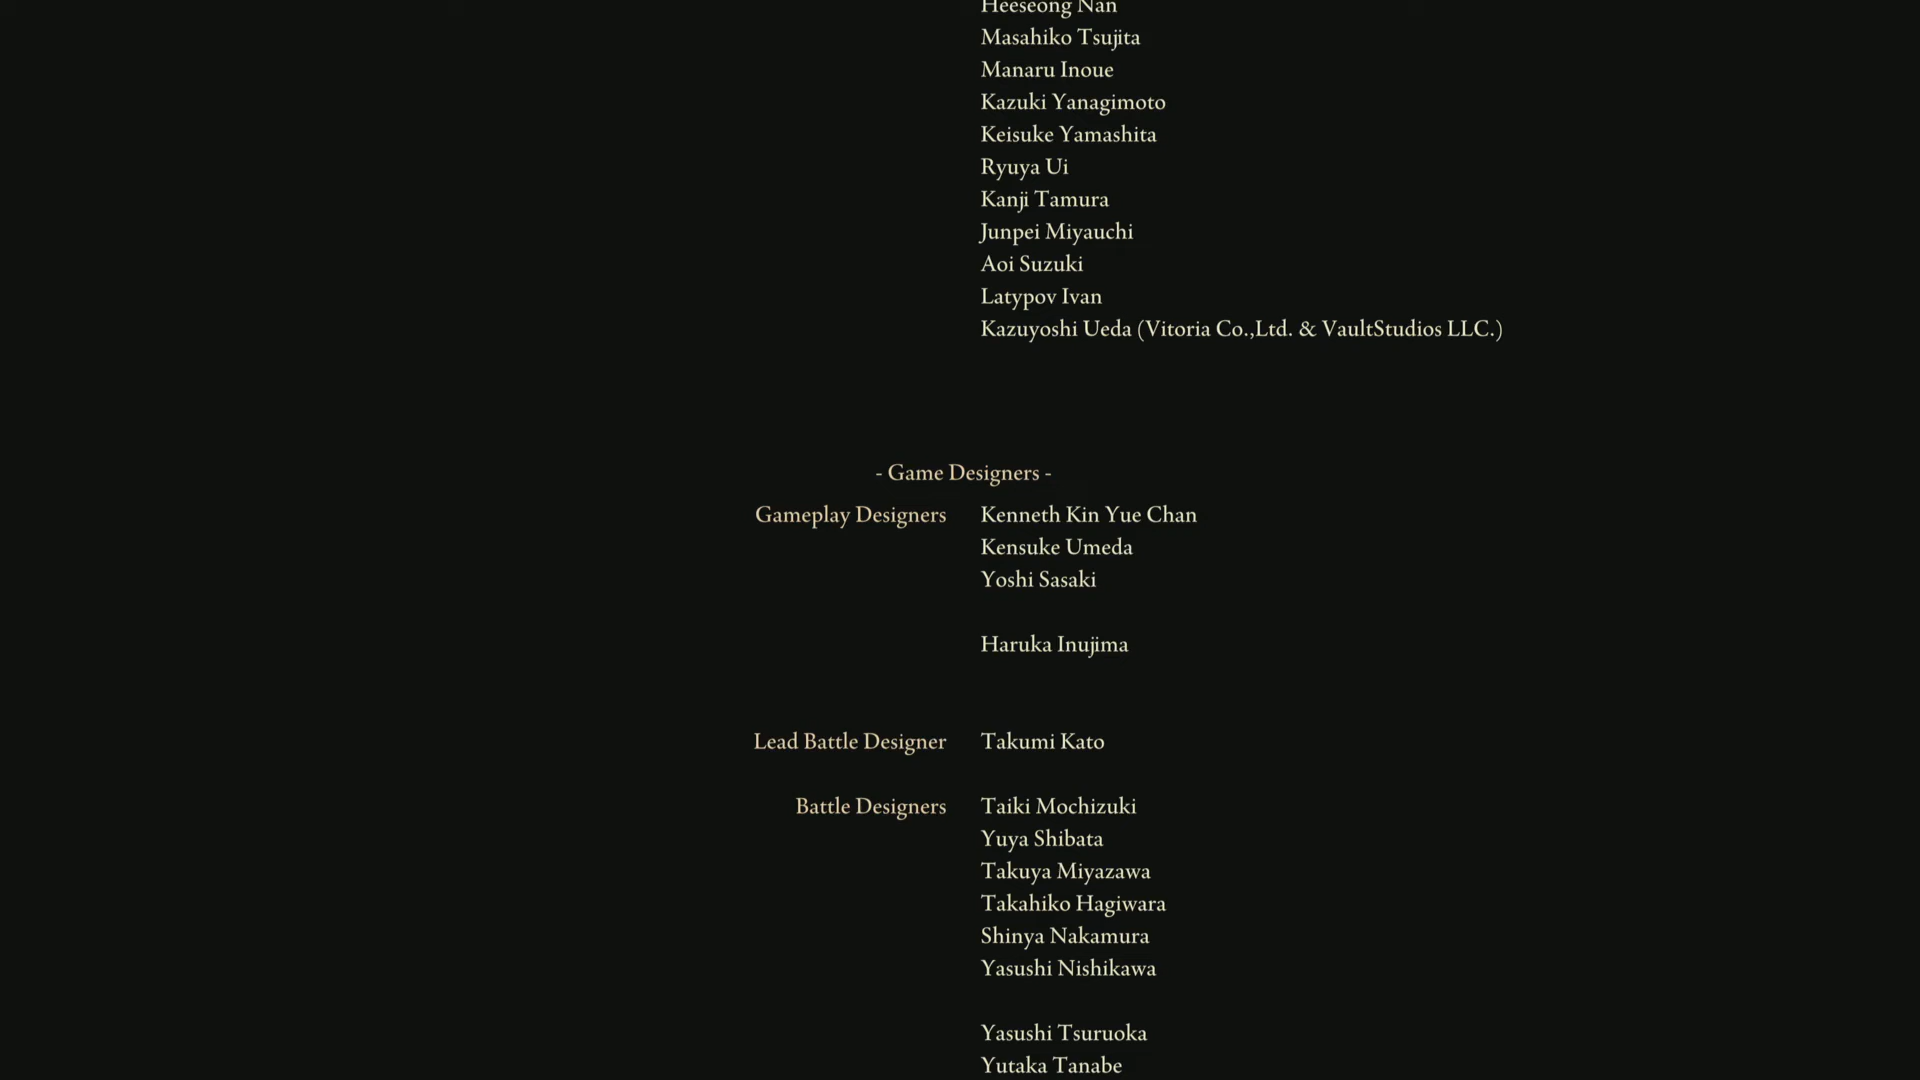 Heeseong Nan
Masahiko Tsujita
Manaru Inoue
Kazuki Yanagimoto
Keisuke Yamashita
Ryuya Ui
Kanji Tamura
Junpei Miyauchi
Aoi Suzuki
Latypov Ivan
Kazuyoshi Ueda (Vitoria Co.,Ltd. & VaultStudios LLC.)
- Game Designers -
Gameplay Designers Kenneth Kin Yue Chan
Kensuke Umeda
Yoshi Sasaki
Haruka Inujima
Lead Battle Designer Takumi Kato
Battle Designers Taiki Mochizuki
Yuya Shibata
Takuya Miyazawa
Takahiko Hagiwara
Shinya Nakamura
Yasushi Nishikawa
Yasushi Tsuruoka
Yutaka Tanabe